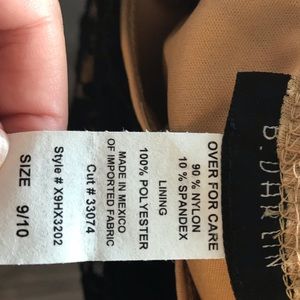 B. DARLIN
OVER FOR CARE
90 % NYLON
10 % SPANDEX
LINING
100% POLYESTER
MADE IN MEXICO
OF IMPORTED FABRIC
Cut # 33074
Style # X9HX3202
SIZE 9/10